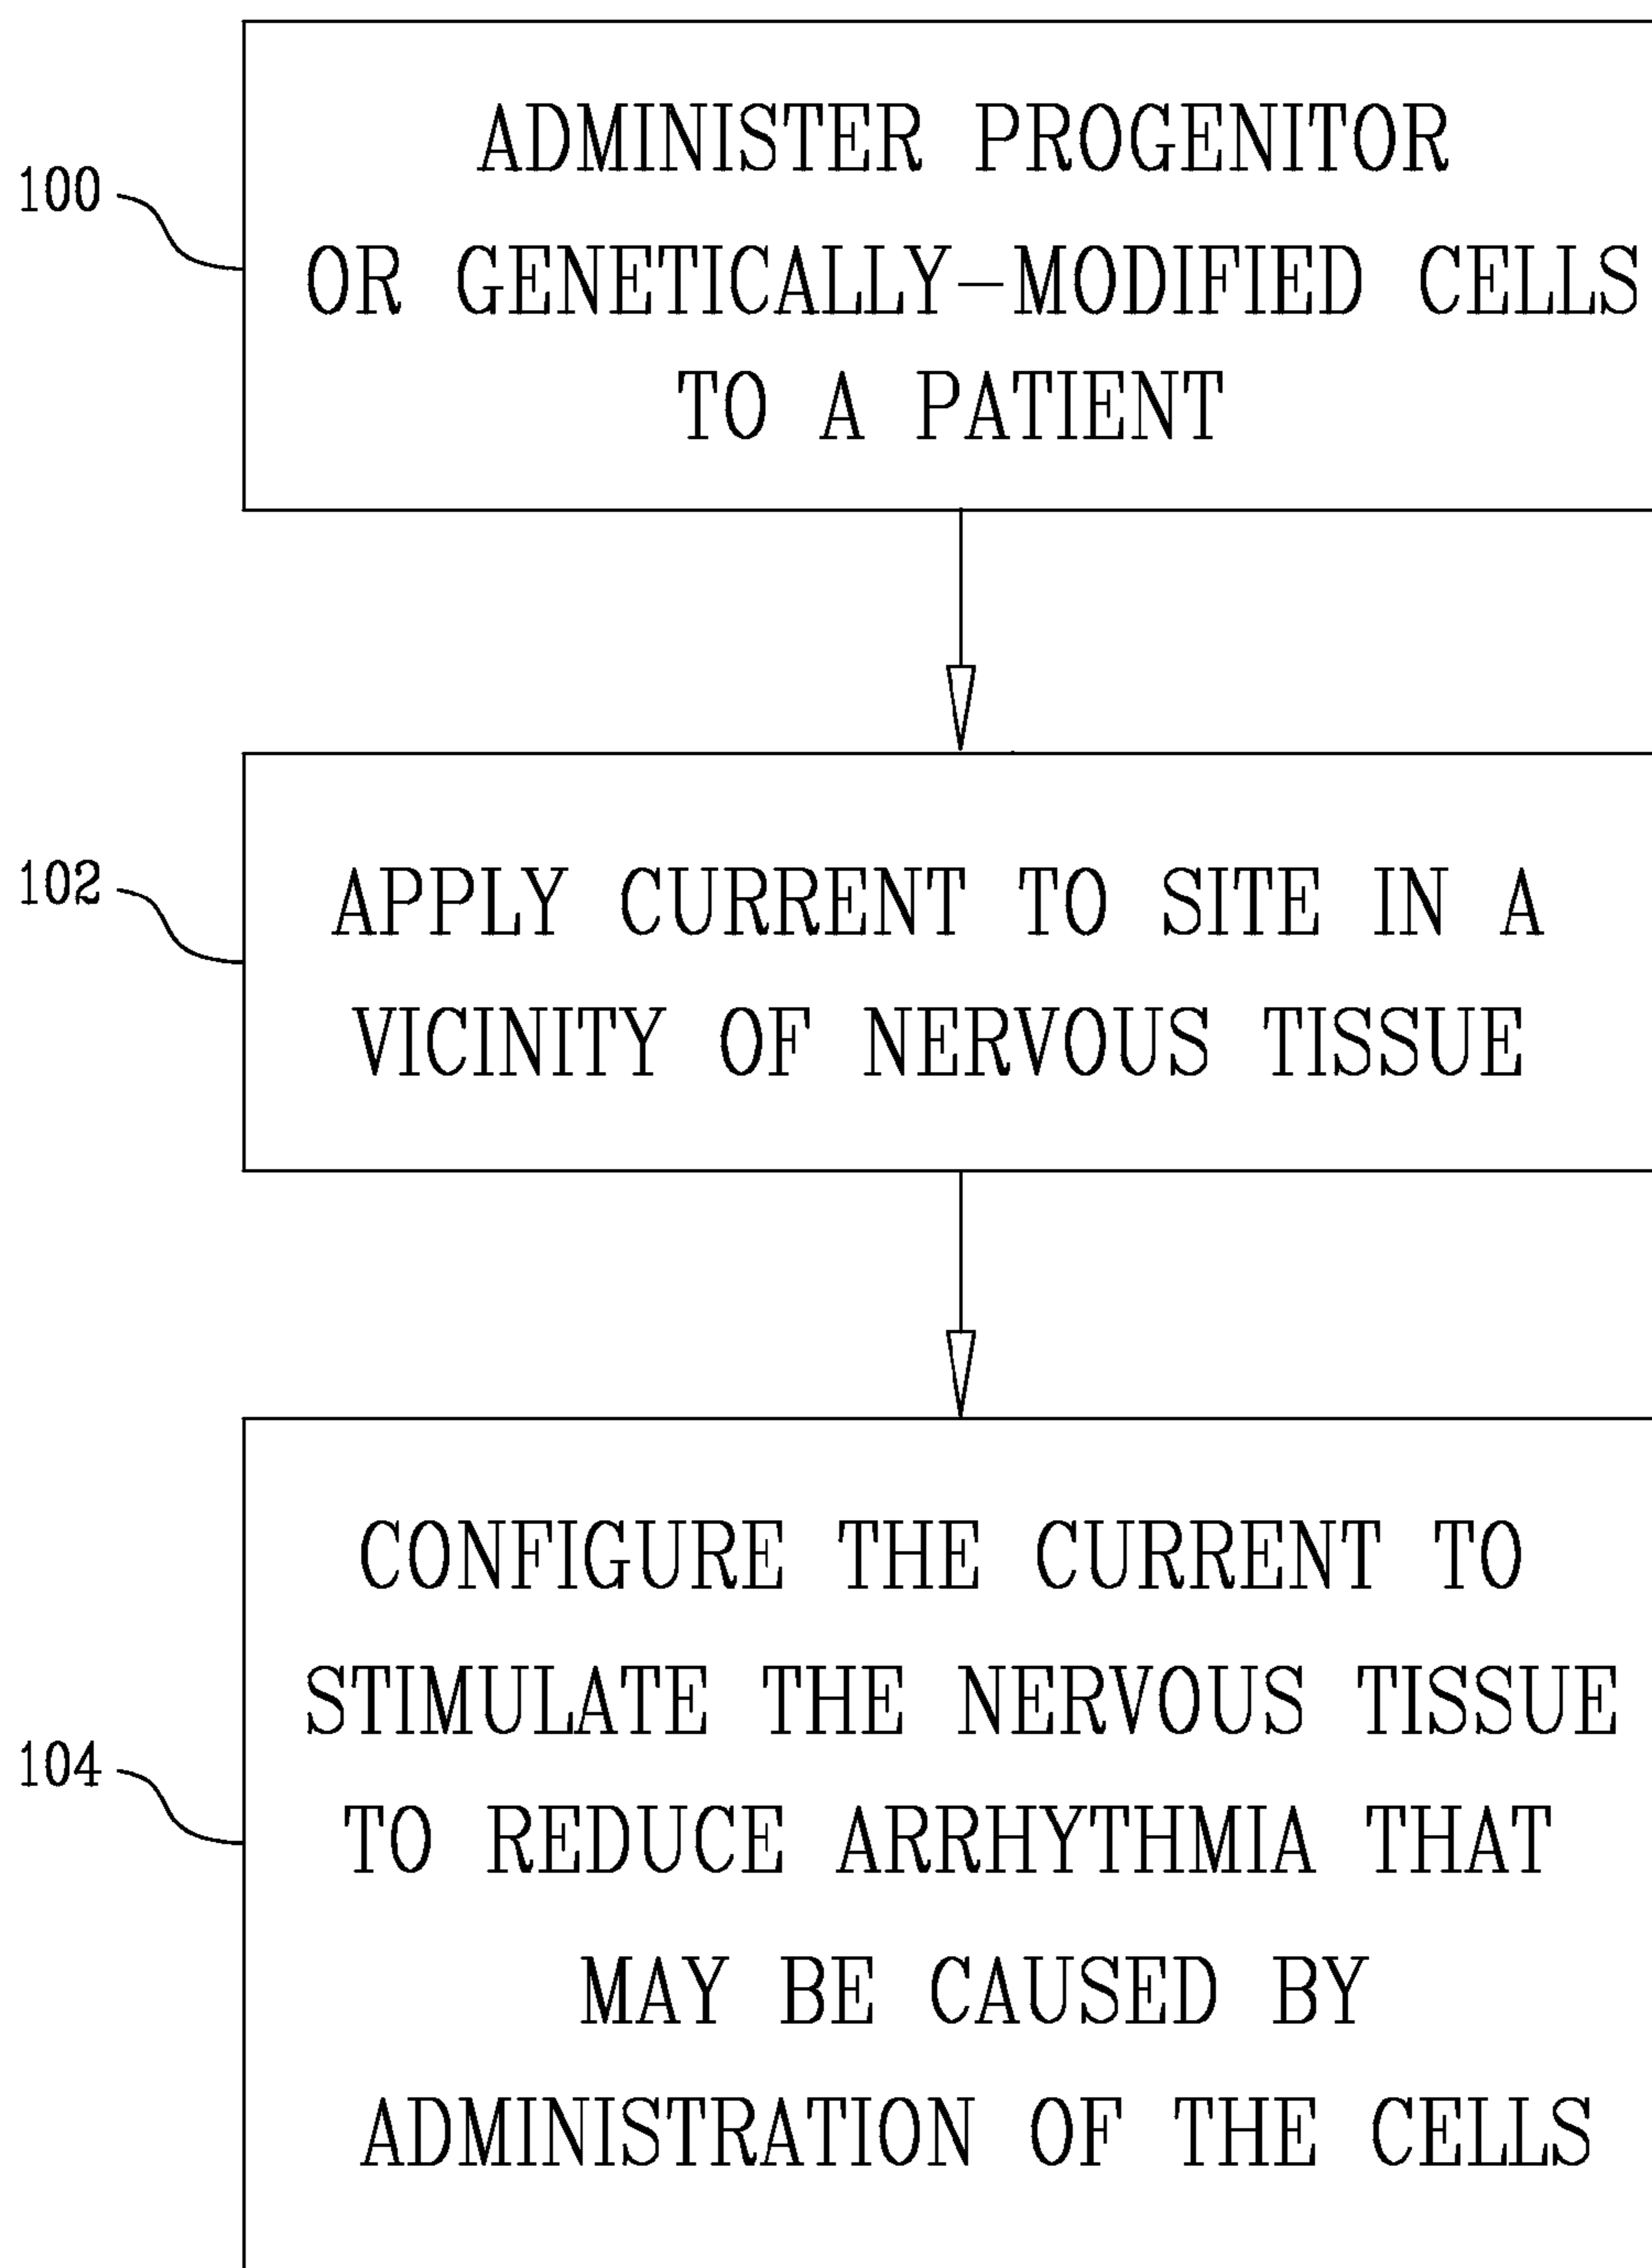 100
ADMINISTER PROGENITOR
OR GENETICALLY-MODIFIED CELLS
TO A PATIENT
102
APPLY CURRENT TO SITE IN A
VICINITY OF NERVOUS TISSUE
104
CONFIGURE THE CURRENT TO
STIMULATE THE NERVOUS TISSUE
TO REDUCE ARRHYTHMIA THAT
MAY BE CAUSED BY
ADMINISTRATION OF THE CELLS